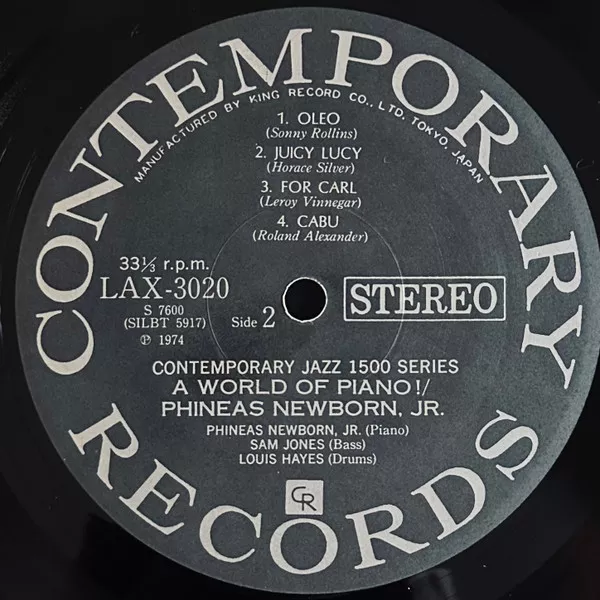 CONTEMPORARY RECORDS
MANUFACTURED BY KING RECORD CO., LTD, TOKYO, JAPAN
1. OLEO
(Sonny Rollins)
2. JUICY LUCY
(Horace Silver)
3. FOR CARL
(Leroy Vinnegar)
4. CABU
(Roland Alexander)
33⅓ r.p.m.
LAX-3020
S 7600
(SILBT 5917)
℗ 1974
Side 2
STEREO
CONTEMPORARY JAZZ 1500 SERIES
A WORLD OF PIANO!/
PHINEAS NEWBORN, JR.
PHINEAS NEWBORN, JR. (Piano)
SAM JONES (Bass)
LOUIS HAYES (Drums)
CR